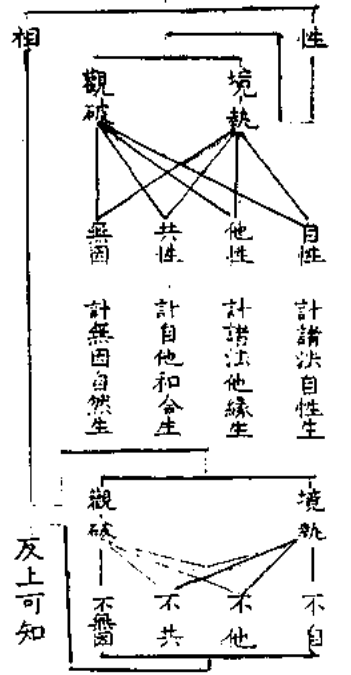 性
相
境執
觀破
自性
他性
共性
無因
計諸法自性生
計諸法他緣生
計自他和合生
計無因自然生
境執
觀破
不自
不他
不共
不無因
反上可知